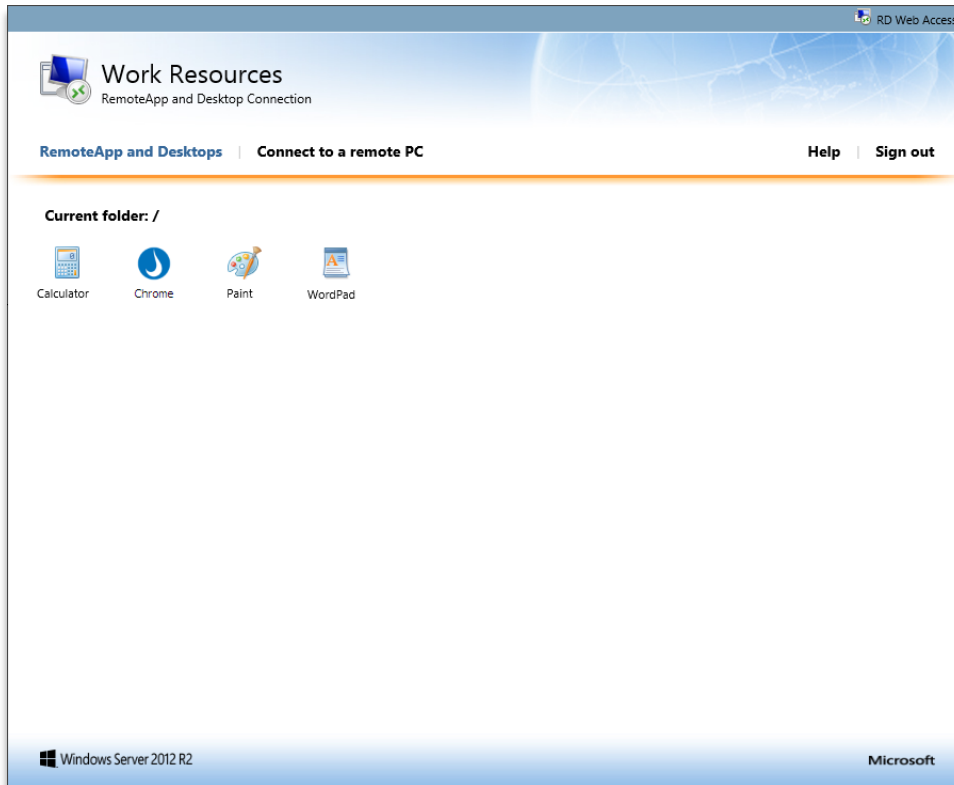 RD Web Access
Work Resources
RemoteApp and Desktop Connection
RemoteApp and Desktops | Connect to a remote PC Help | Sign out
Current folder: /
Calculator Chrome Paint WordPad
Windows Server 2012 R2 Microsoft